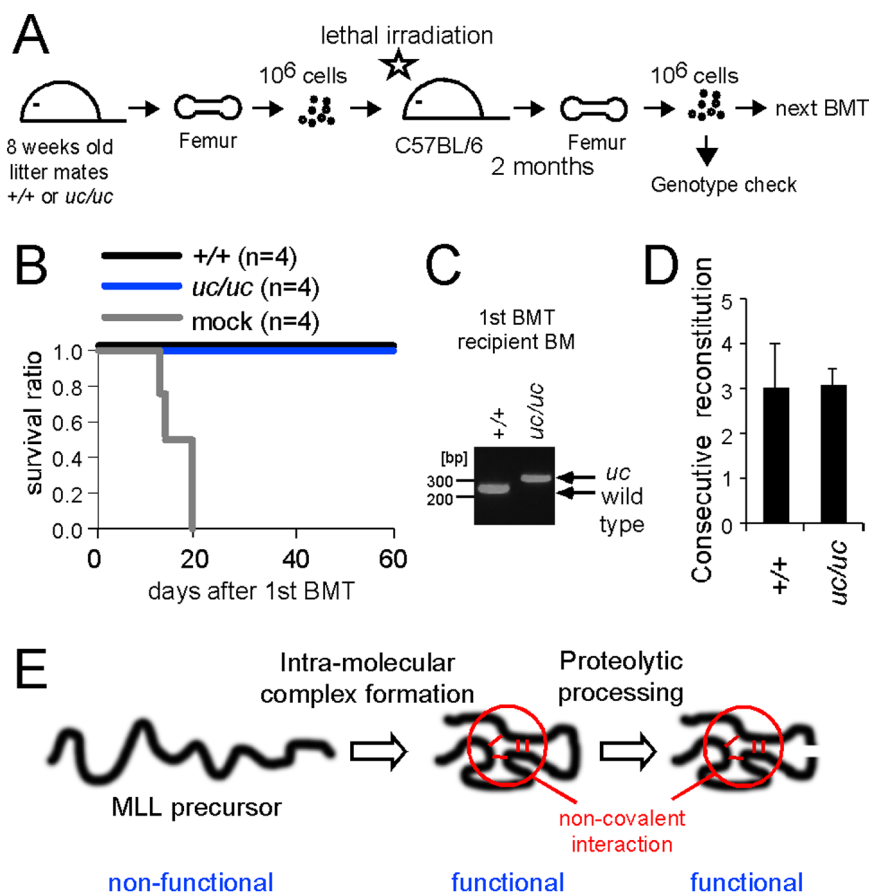 A
lethal irradiation
10⁶ cells
10⁶ cells
next BMT
Femur
C57BL/6
Femur
2 months
8 weeks old
litter mates
+/+ or uc/uc
Genotype check
B
+/+ (n=4)
uc/uc (n=4)
mock (n=4)
survival ratio
1.0
0.8
0.6
0.4
0.2
0.0
0 20 40 60
days after 1st BMT
C
1st BMT
recipient BM
+/+ uc/uc
[bp]
300
200
uc
wild
type
D
Consecutive reconstitution
5
4
3
2
1
0
+/+ uc/uc
E
Intra-molecular
complex formation
Proteolytic
processing
MLL precursor
non-covalent
interaction
non-functional functional functional